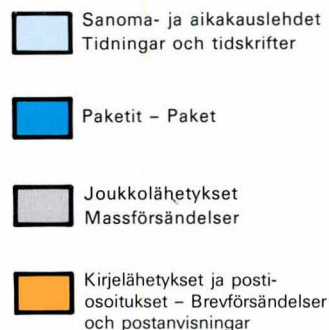 Sanoma- ja aikakauslehdet
Tidningar och tidskrifter
Paketit – Paket
Joukkolähetykset
Massförsändelser
Kirjelähetykset ja posti-
osoitukset – Brevförsändelser
och postanvisningar